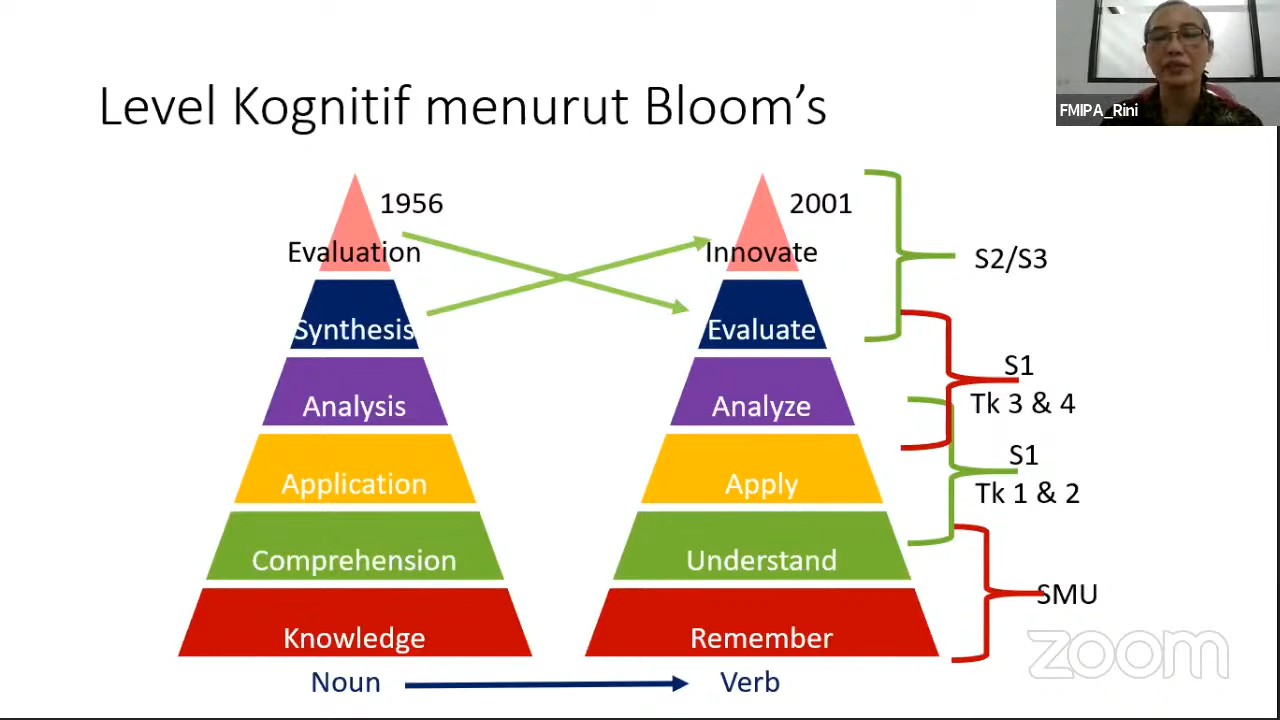 FMIPA_Rini
Level Kognitif menurut Bloom’s
1956
Evaluation
Synthesis
Analysis
Application
Comprehension
Knowledge
Noun
2001
Innovate
Evaluate
Analyze
Apply
Understand
Remember
Verb
S2/S3
S1
Tk 3 & 4
S1
Tk 1 & 2
SMU
zoom